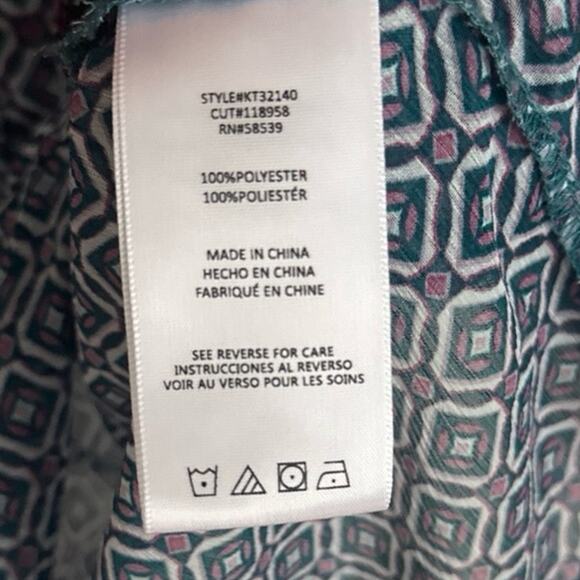 STYLE#KT32140
CUT#118958
RN#58539
100%POLYESTER
100%POLIESTÉR
MADE IN CHINA
HECHO EN CHINA
FABRIQUÉ EN CHINE
SEE REVERSE FOR CARE
INSTRUCCIONES AL REVERSO
VOIR AU VERSO POUR LES SOINS